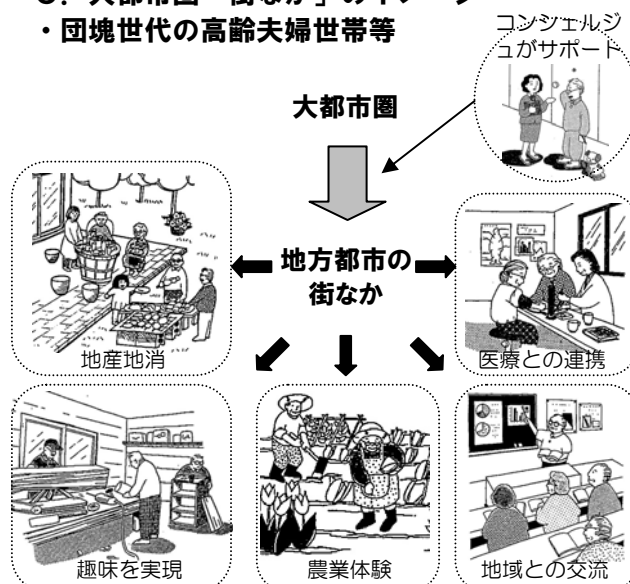 ・団塊世代の高齢夫婦世帯等
コンシェルジ
ュがサポート
大都市圏
地方都市の
街なか
地産地消
医療との連携
趣味を実現
農業体験
地域との交流